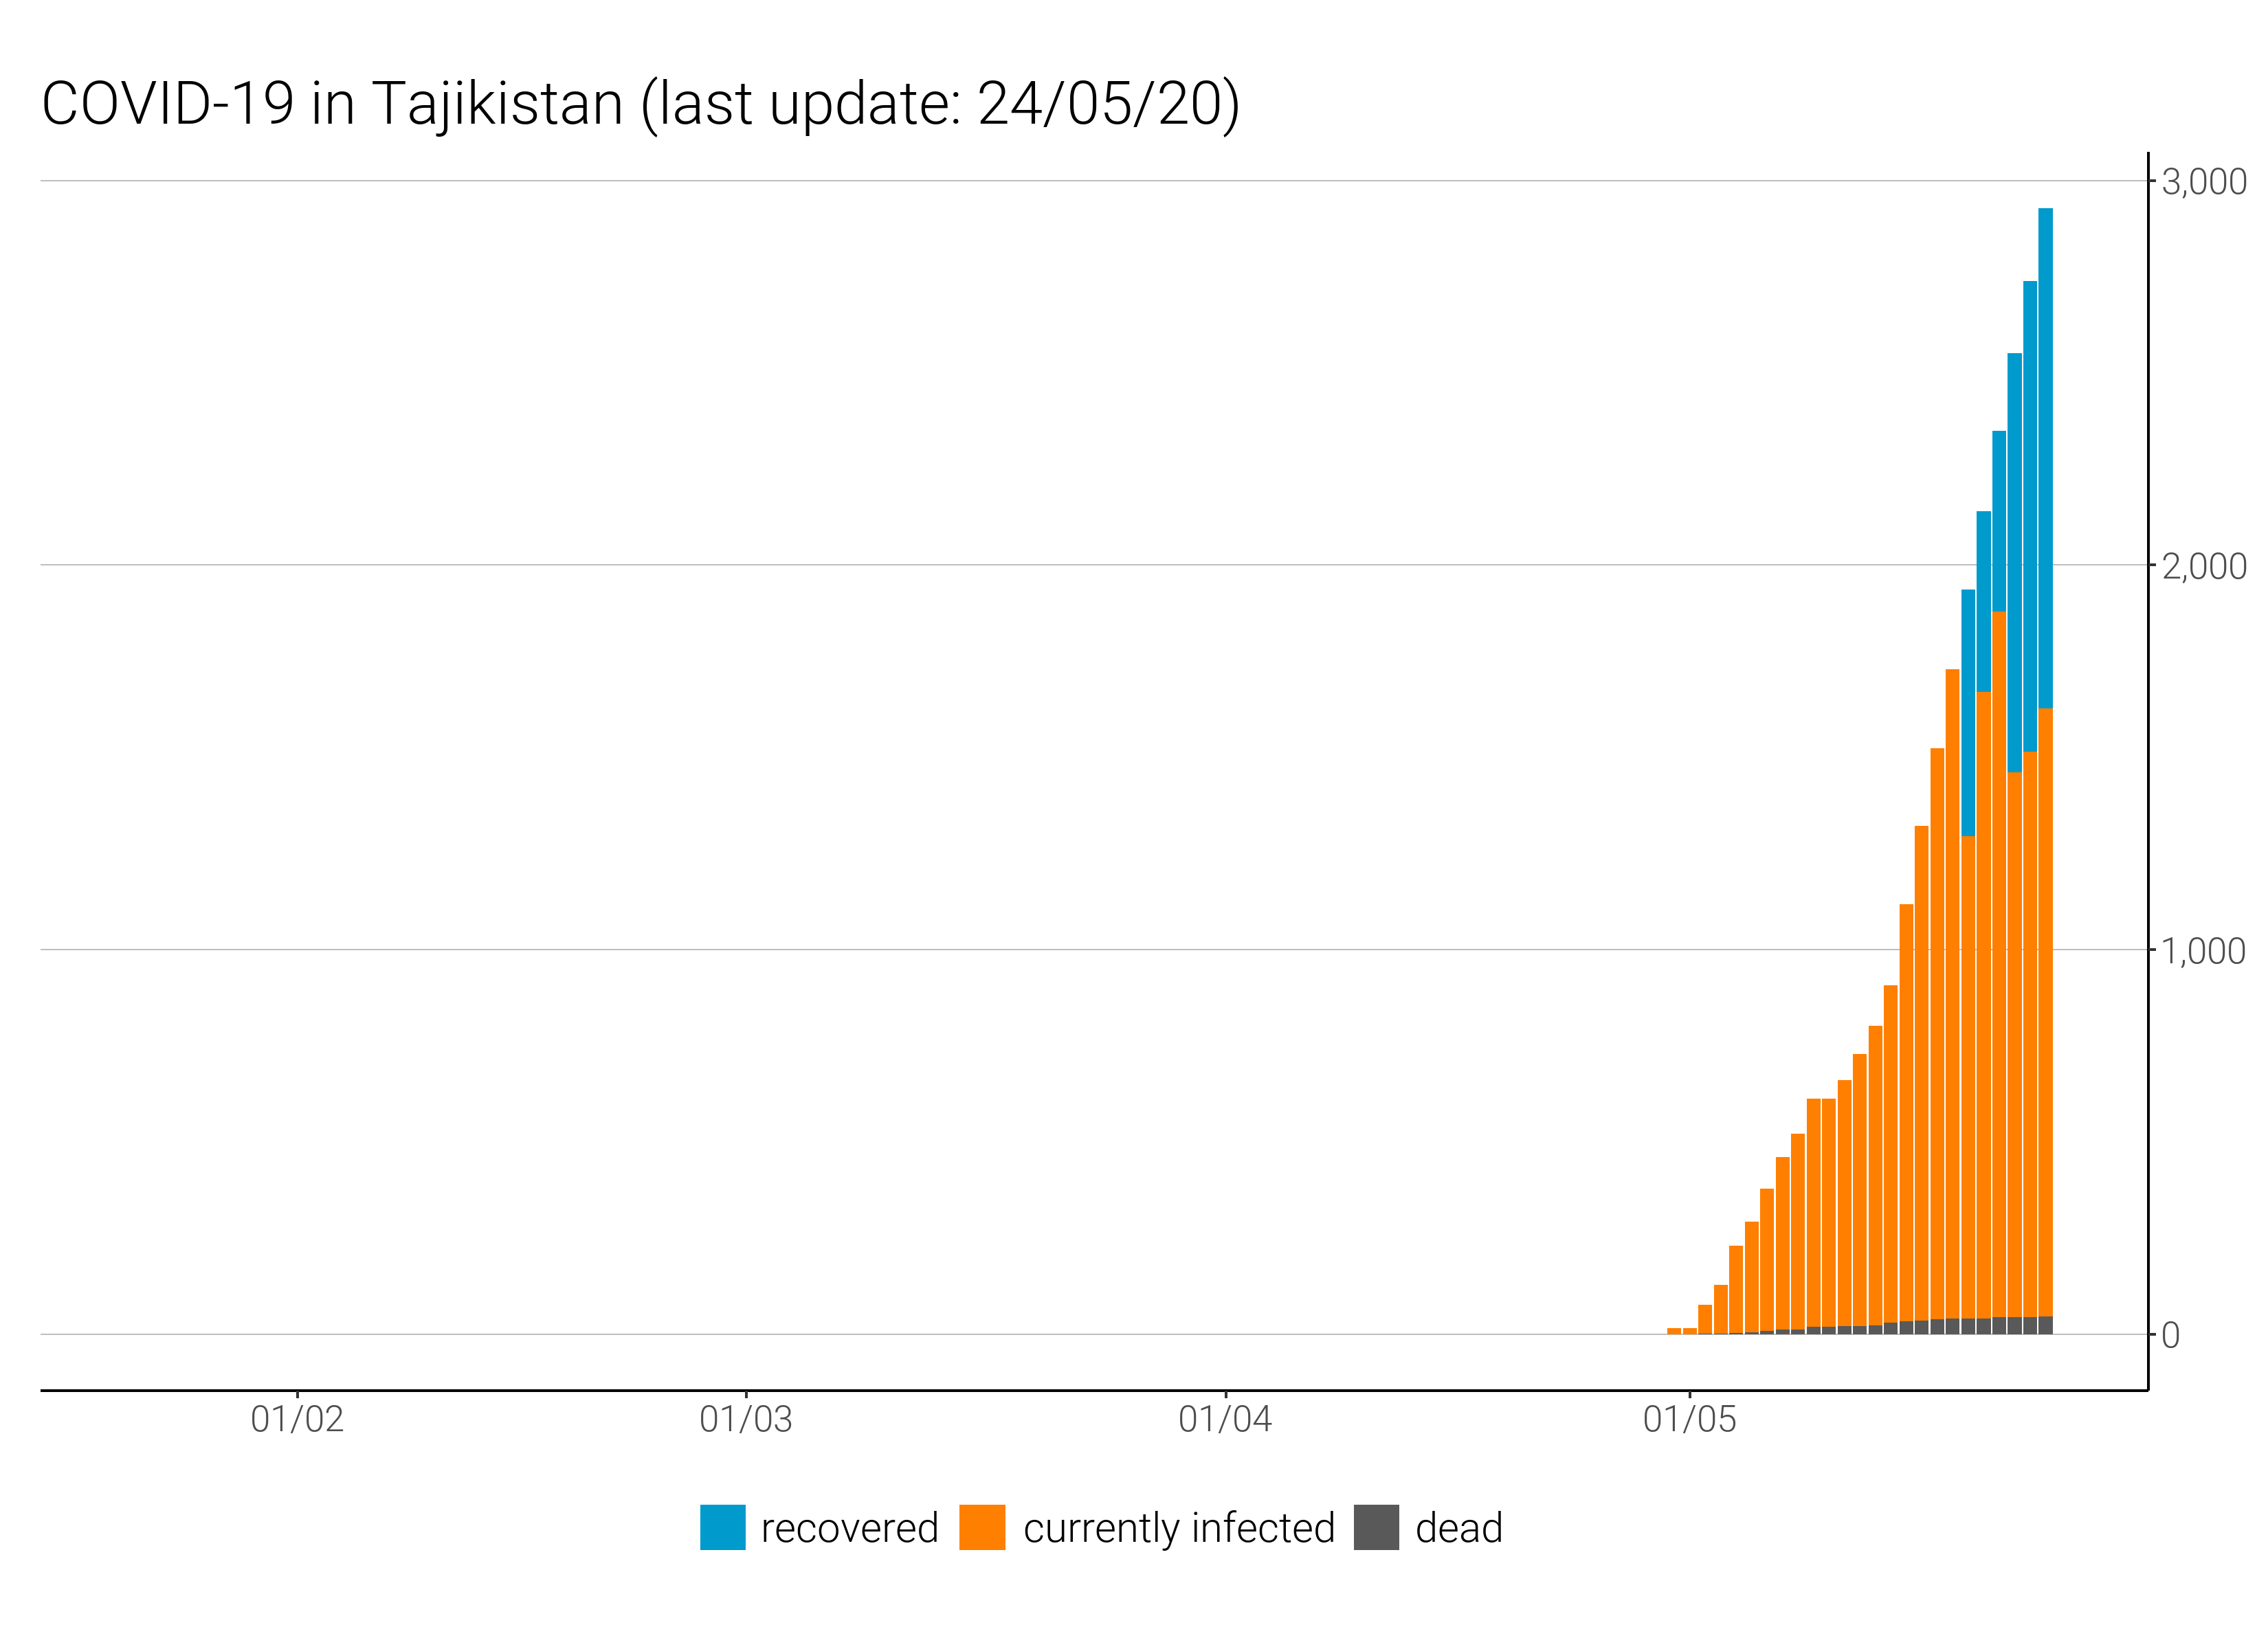 COVID-19 in Tajikistan (last update: 24/05/20)
3,000
2,000
1,000
0
01/02 01/03 01/04 01/05
recovered currently infected dead